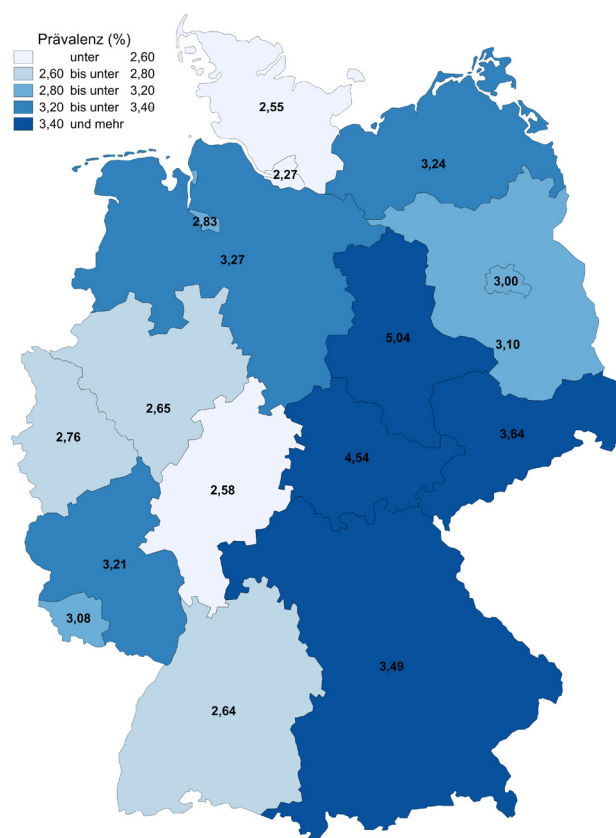 Prävalenz (%)
unter 2,60
2,60 bis unter 2,80
2,80 bis unter 3,20
3,20 bis unter 3,40
3,40 und mehr
2,55
2,27
3,24
2,83
3,27
3,00
5,04
3,10
2,65
2,76
3,64
4,54
2,58
3,21
3,08
3,49
2,64